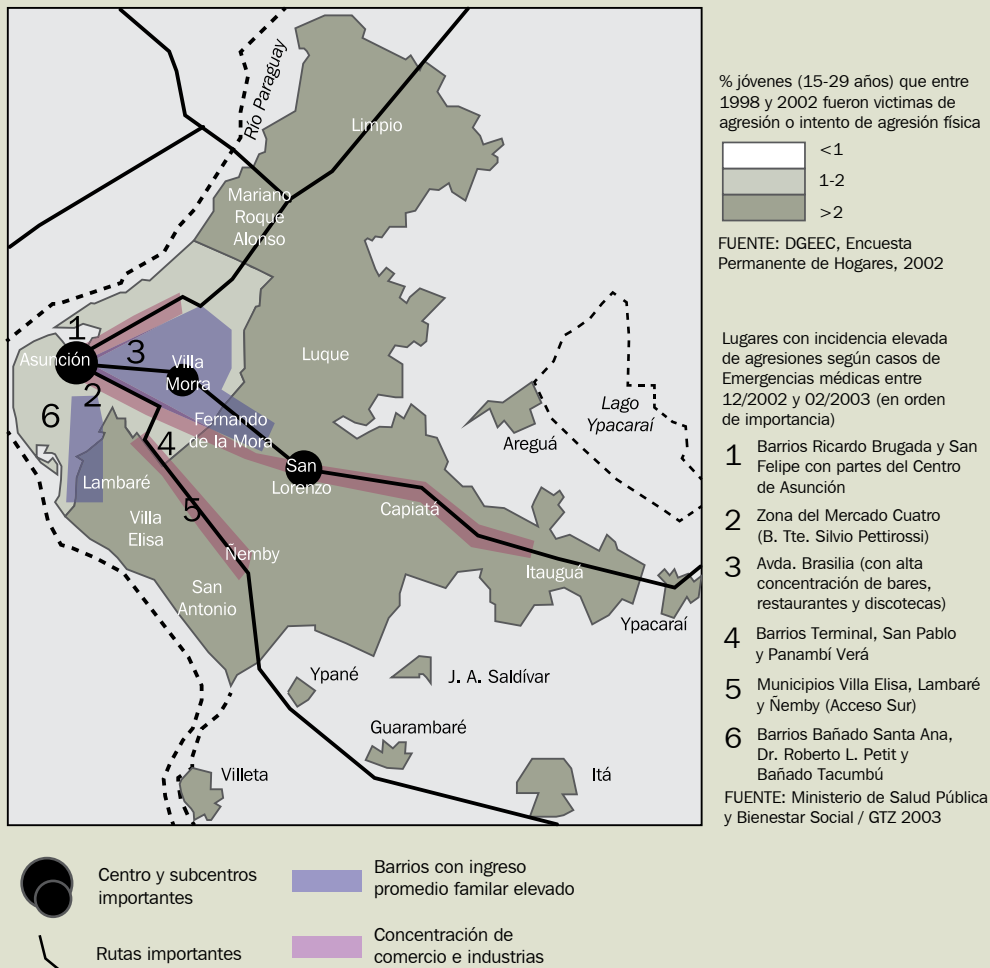 Río Paraguay
Limpio
Mariano
Roque
Alonso
1
Asunción
3
Villa
Morra
Luque
2
6
Fernando
de la Mora
4
Lago
Ypacaraí
Areguá
San
Lorenzo
Lambaré
Capiatá
5
Villa
Elisa
Ñemby
Itauguá
San
Antonio
Ypacaraí
Ypané
J. A. Saldívar
Guarambaré
Villeta
Itá
% jóvenes (15-29 años) que entre
1998 y 2002 fueron victimas de
agresión o intento de agresión física
<1
1-2
>2
FUENTE: DGEEC, Encuesta
Permanente de Hogares, 2002
Lugares con incidencia elevada
de agresiones según casos de
Emergencias médicas entre
12/2002 y 02/2003 (en orden
de importancia)
1 Barrios Ricardo Brugada y San
Felipe con partes del Centro
de Asunción
2 Zona del Mercado Cuatro
(B. Tte. Silvio Pettirossi)
3 Avda. Brasilia (con alta
concentración de bares,
restaurantes y discotecas)
4 Barrios Terminal, San Pablo
y Panambí Verá
5 Municipios Villa Elisa, Lambaré
y Ñemby (Acceso Sur)
6 Barrios Bañado Santa Ana,
Dr. Roberto L. Petit y
Bañado Tacumbú
FUENTE: Ministerio de Salud Pública
y Bienestar Social / GTZ 2003
Centro y subcentros
importantes
Barrios con ingreso
promedio familar elevado
Rutas importantes
Concentración de
comercio e industrias